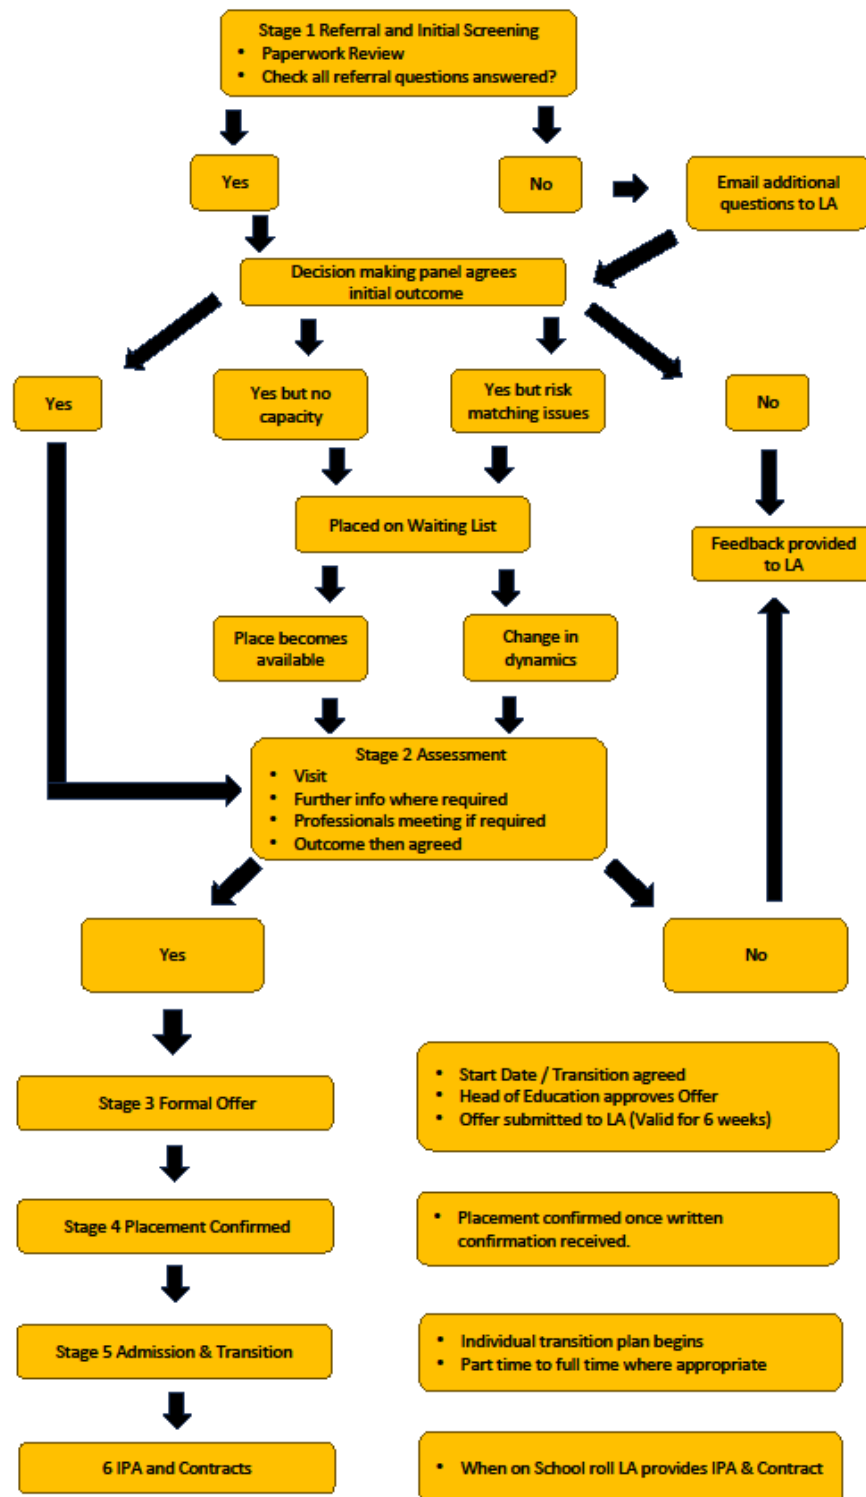 Stage 1 Referral and Initial Screening
• Paperwork Review
• Check all referral questions answered?
Yes
No
Email additional
questions to LA
Decision making panel agrees
initial outcome
Yes
Yes but no
capacity
Yes but risk
matching issues
No
Placed on Waiting List
Feedback provided
to LA
Place becomes
available
Change in
dynamics
Stage 2 Assessment
• Visit
• Further info where required
• Professionals meeting if required
• Outcome then agreed
Yes
No
Stage 3 Formal Offer
• Start Date / Transition agreed
• Head of Education approves Offer
• Offer submitted to LA (Valid for 6 weeks)
Stage 4 Placement Confirmed
• Placement confirmed once written
confirmation received.
Stage 5 Admission & Transition
• Individual transition plan begins
• Part time to full time where appropriate
6 IPA and Contracts
• When on School roll LA provides IPA & Contract